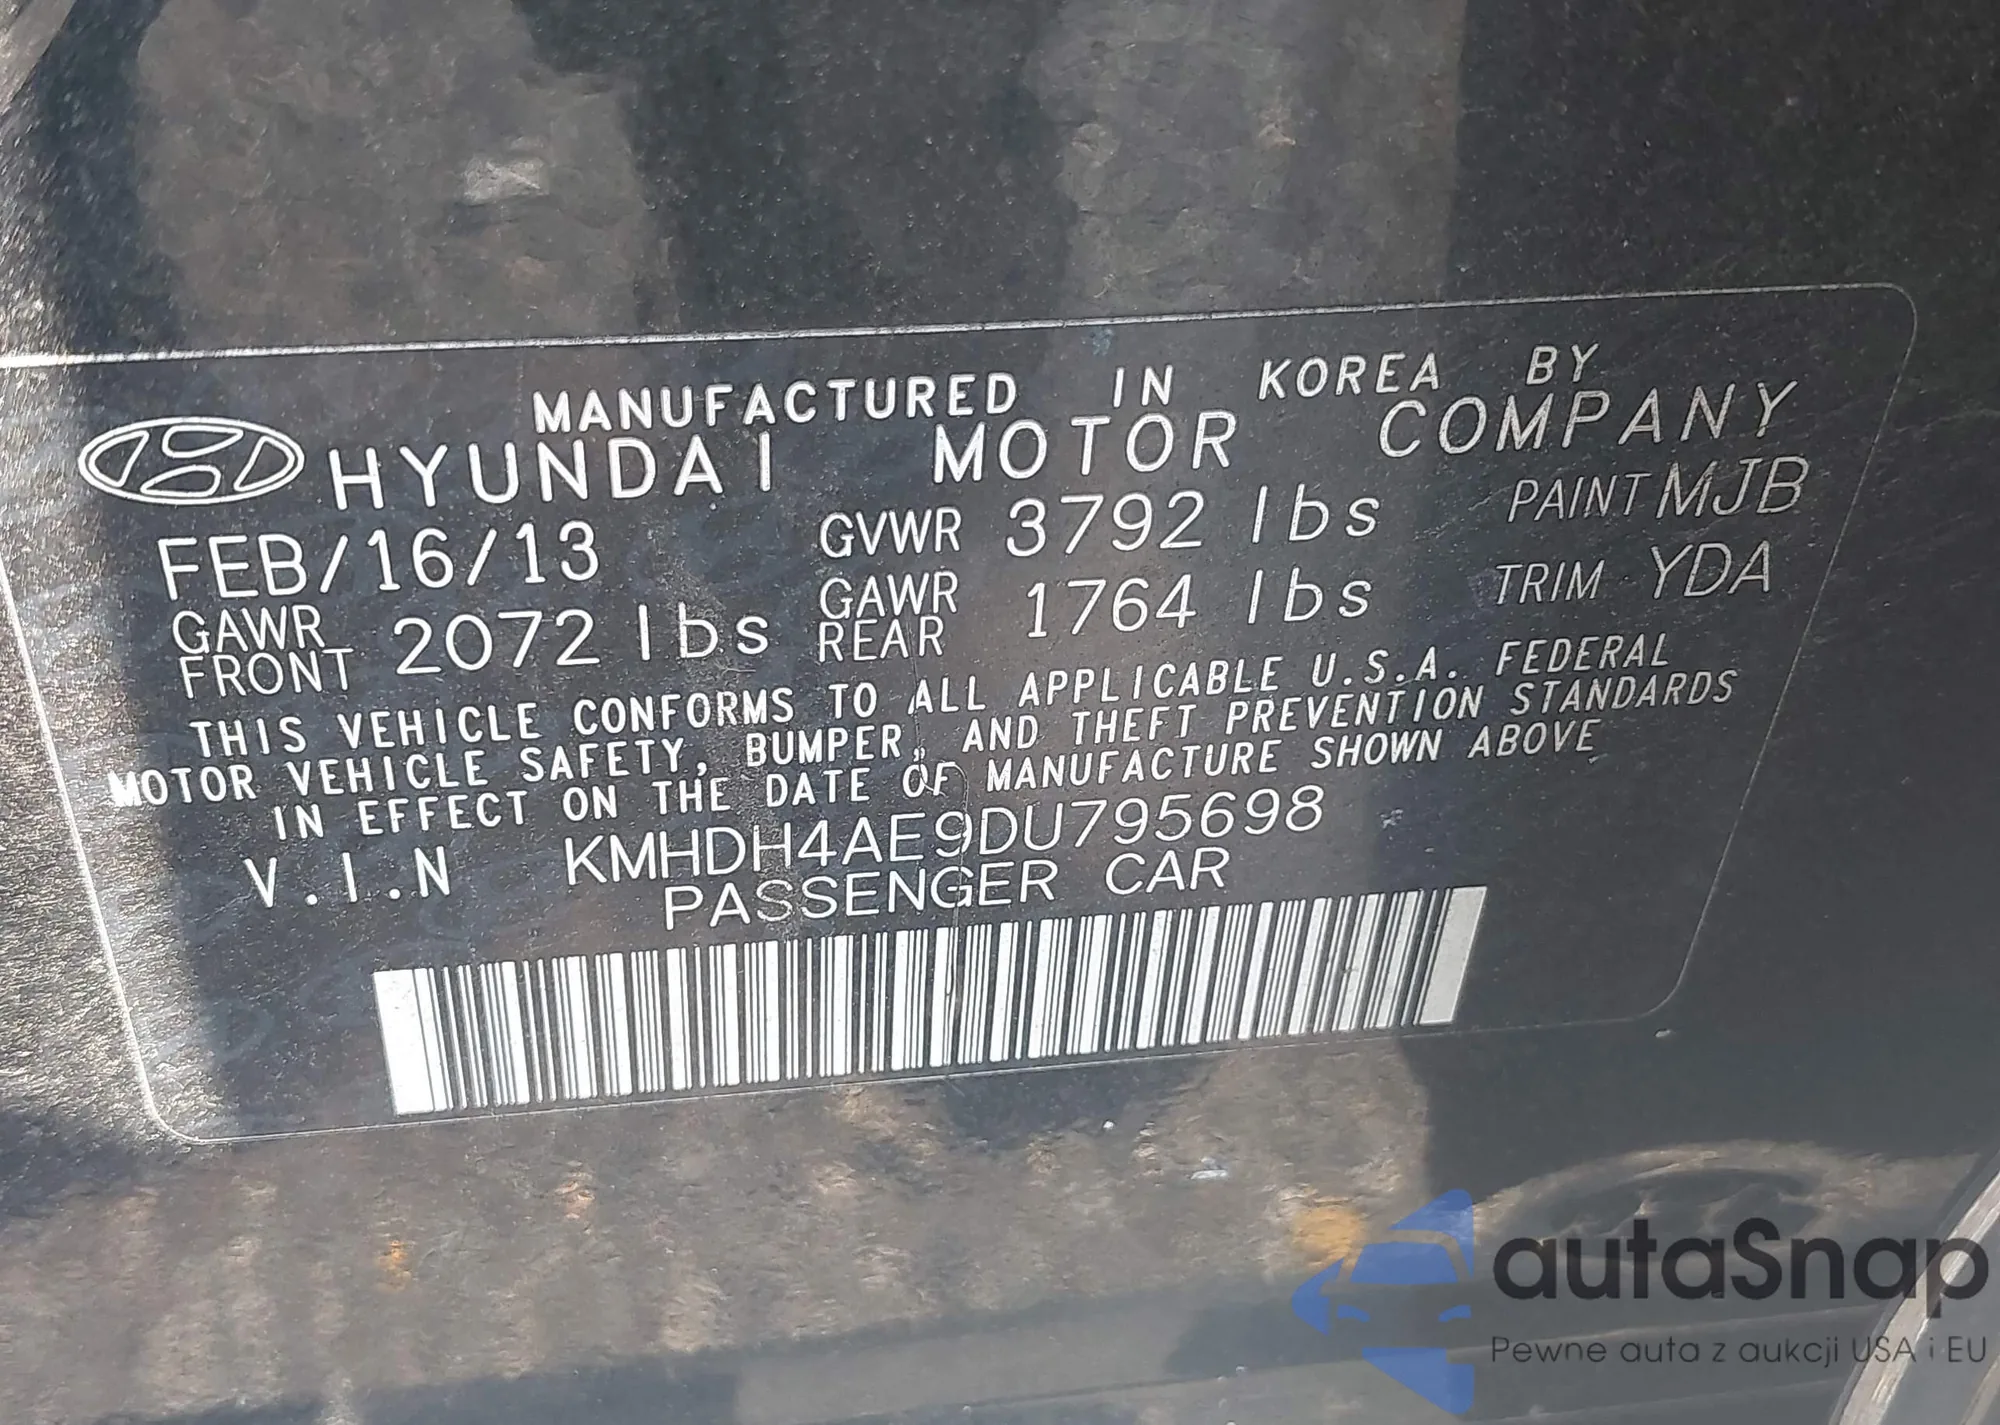 MANUFACTURED IN KOREA BY
HYUNDAI MOTOR COMPANY
FEB/16/13 GVWR 3792 lbs PAINT MJB
GAWR FRONT 2072 lbs GAWR REAR 1764 lbs TRIM YDA
THIS VEHICLE CONFORMS TO ALL APPLICABLE U.S.A. FEDERAL
MOTOR VEHICLE SAFETY, BUMPER, AND THEFT PREVENTION STANDARDS
IN EFFECT ON THE DATE OF MANUFACTURE SHOWN ABOVE
V.I.N KMHDH4AE9DU795698
PASSENGER CAR
autaSnap
Pewne auta z aukcji USA i EU